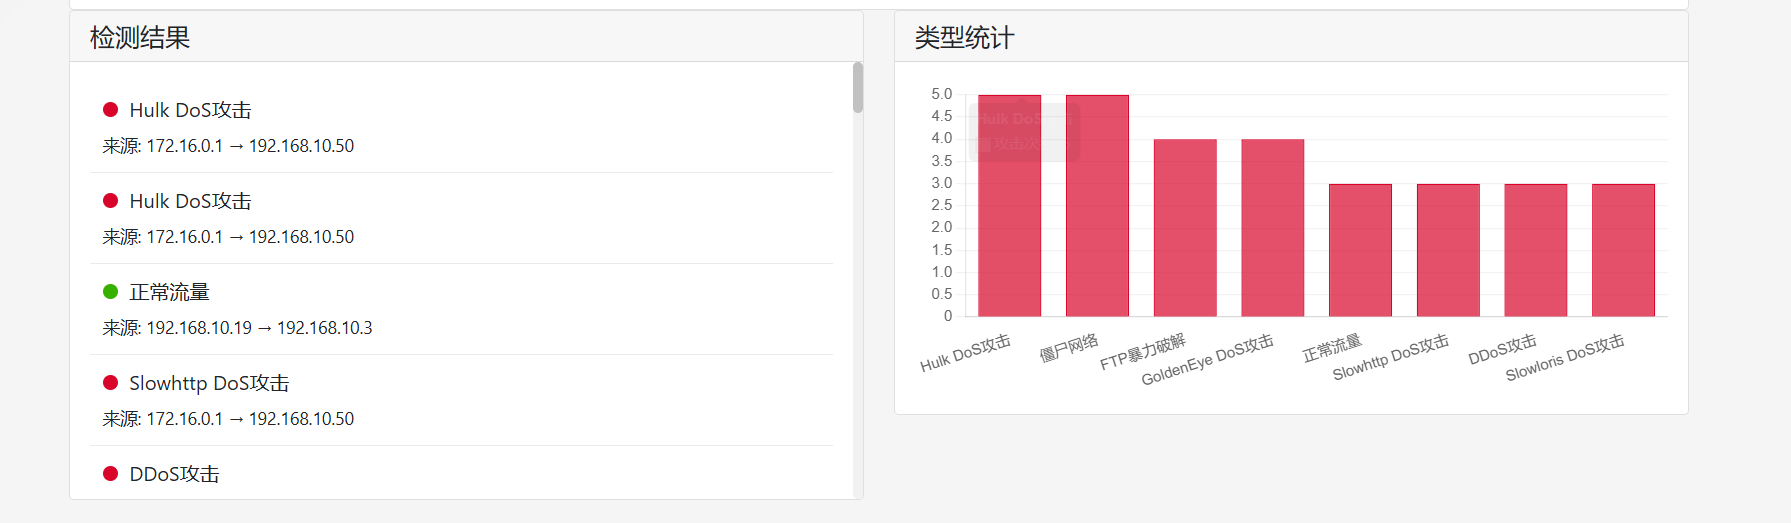 检测结果
Hulk DoS攻击
来源: 172.16.0.1 → 192.168.10.50
Hulk DoS攻击
来源: 172.16.0.1 → 192.168.10.50
正常流量
来源: 192.168.10.19 → 192.168.10.3
Slowhttp DoS攻击
来源: 172.16.0.1 → 192.168.10.50
DDoS攻击
类型统计
5.0
4.5
4.0
3.5
3.0
2.5
2.0
1.5
1.0
0.5
0
Hulk DoS
攻击次
Hulk DoS攻击
僵尸网络
FTP暴力破解
GoldenEye DoS攻击
正常流量
Slowhttp DoS攻击
DDoS攻击
Slowloris DoS攻击